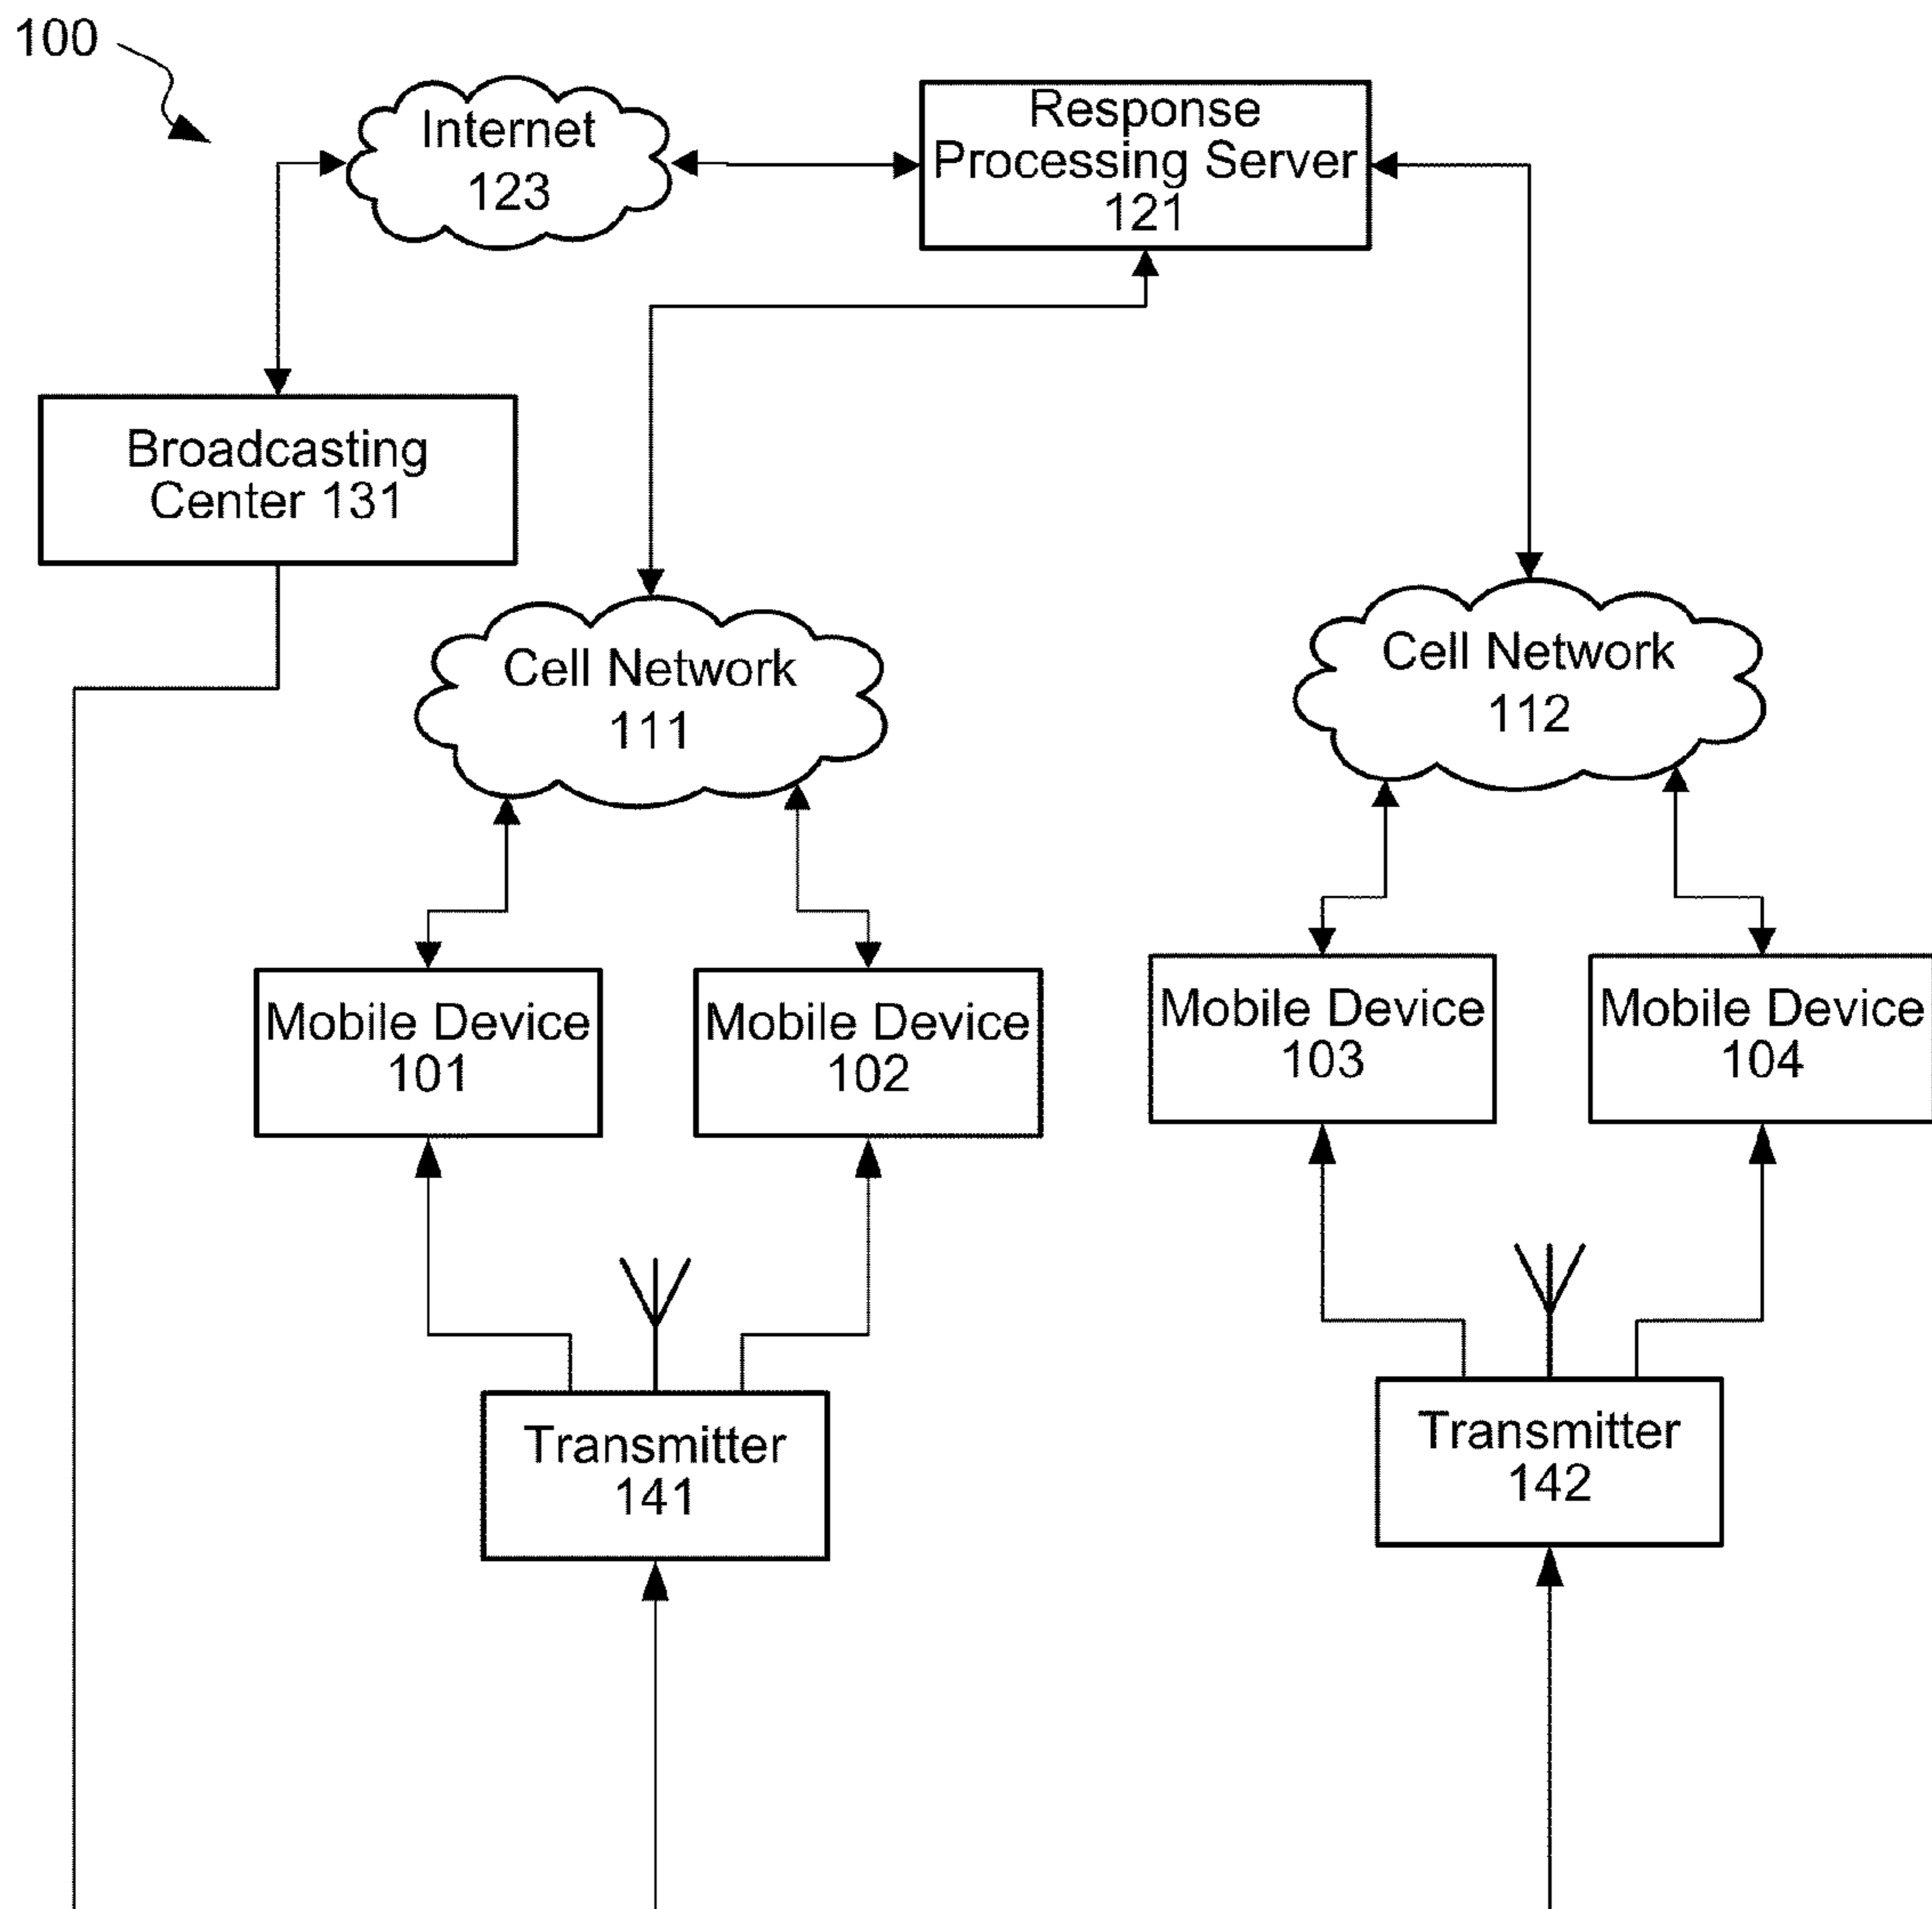 100
Internet
123
Response
Processing Server
121
Broadcasting
Center 131
Cell Network
111
Cell Network
112
Mobile Device
101
Mobile Device
102
Mobile Device
103
Mobile Device
104
Transmitter
141
Transmitter
142